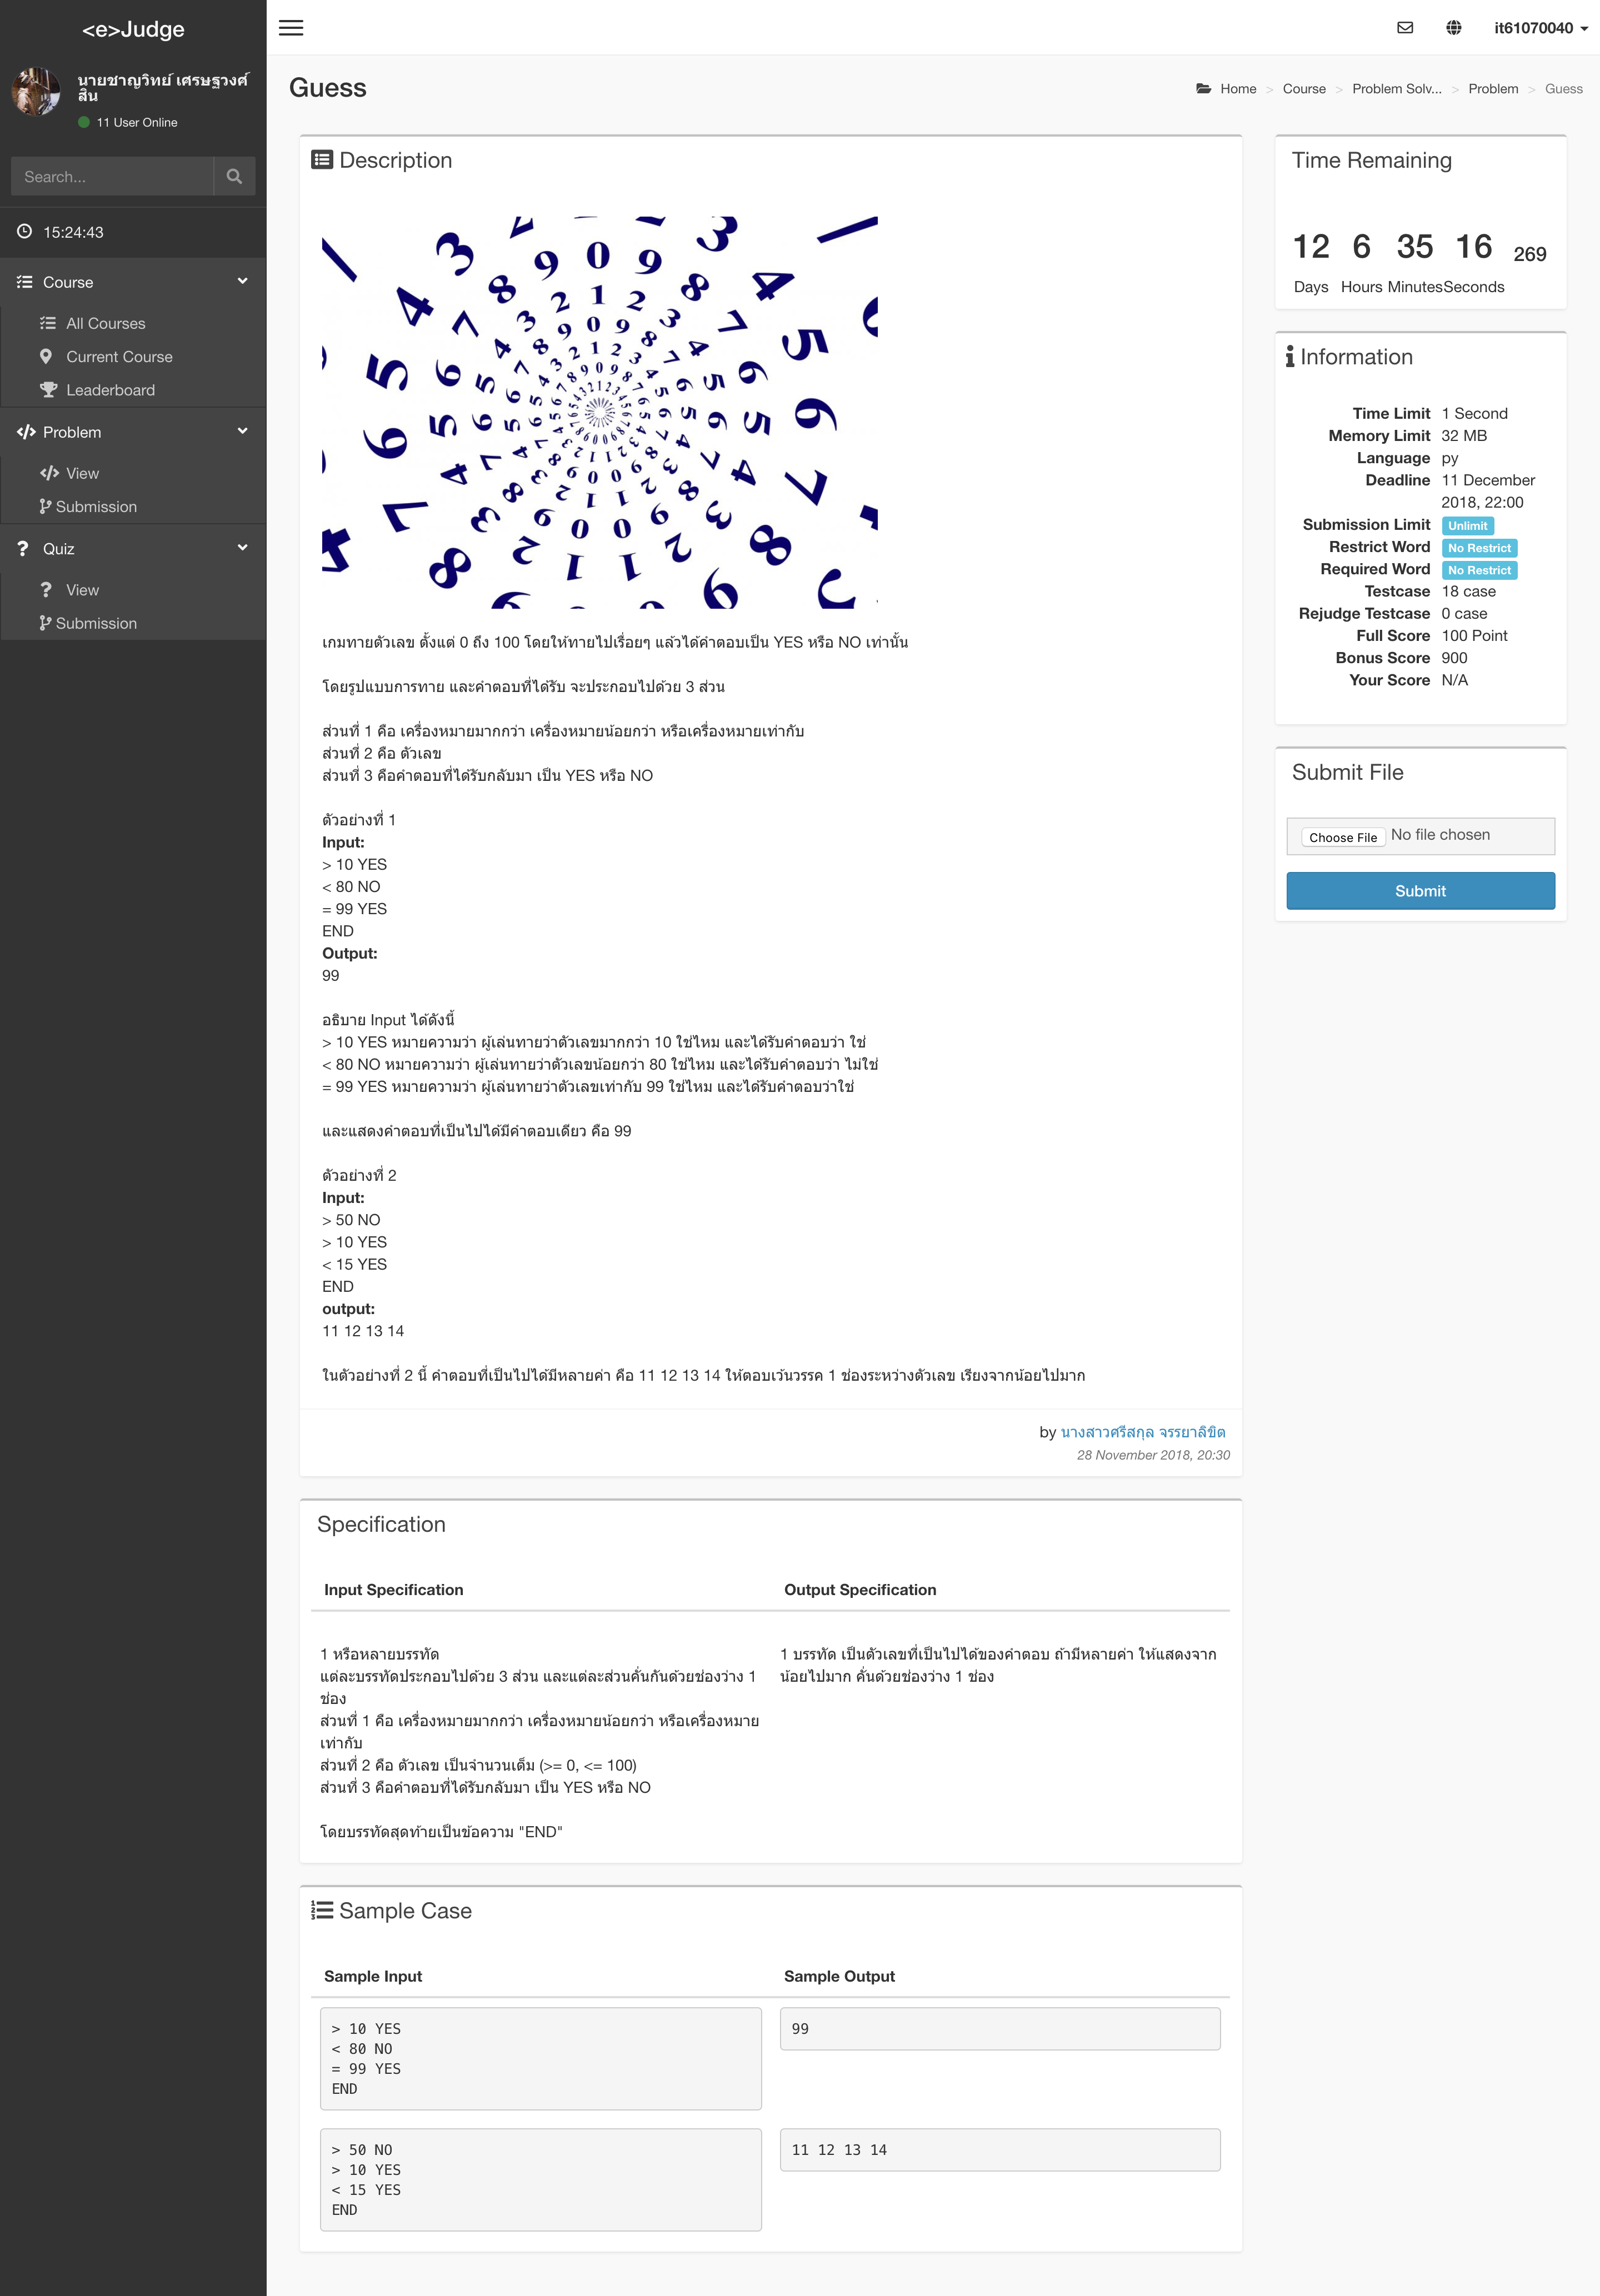 <e>Judge
it61070040
นายชาญวิทย์ เศรษฐวงศ์
สิน
11 User Online
Search...
15:24:43
Course
All Courses
Current Course
Leaderboard
Problem
View
Submission
Quiz
View
Submission
Guess
Home > Course > Problem Solv... > Problem > Guess
Description
เกมทายตัวเลข ตั้งแต่ 0 ถึง 100 โดยให้ทายไปเรื่อยๆ แล้วได้คำตอบเป็น YES หรือ NO เท่านั้น
โดยรูปแบบการทาย และคำตอบที่ได้รับ จะประกอบไปด้วย 3 ส่วน
ส่วนที่ 1 คือ เครื่องหมายมากกว่า เครื่องหมายน้อยกว่า หรือเครื่องหมายเท่ากับ
ส่วนที่ 2 คือ ตัวเลข
ส่วนที่ 3 คือคำตอบที่ได้รับกลับมา เป็น YES หรือ NO
ตัวอย่างที่ 1
Input:
> 10 YES
< 80 NO
= 99 YES
END
Output:
99
อธิบาย Input ได้ดังนี้
> 10 YES หมายความว่า ผู้เล่นทายว่าตัวเลขมากกว่า 10 ใช่ไหม และได้รับคำตอบว่า ใช่
< 80 NO หมายความว่า ผู้เล่นทายว่าตัวเลขน้อยกว่า 80 ใช่ไหม และได้รับคำตอบว่า ไม่ใช่
= 99 YES หมายความว่า ผู้เล่นทายว่าตัวเลขเท่ากับ 99 ใช่ไหม และได้รับคำตอบว่าใช่
และแสดงคำตอบที่เป็นไปได้มีคำตอบเดียว คือ 99
ตัวอย่างที่ 2
Input:
> 50 NO
> 10 YES
< 15 YES
END
output:
11 12 13 14
ในตัวอย่างที่ 2 นี้ คำตอบที่เป็นไปได้มีหลายค่า คือ 11 12 13 14 ให้ตอบเว้นวรรค 1 ช่องระหว่างตัวเลข เรียงจากน้อยไปมาก
by นางสาวศรีสกุล จรรยาลิขิต
28 November 2018, 20:30
Time Remaining
12 6 35 16 269
Days Hours Minutes Seconds
Information
Time Limit 1 Second
Memory Limit 32 MB
Language py
Deadline 11 December
2018, 22:00
Submission Limit Unlimit
Restrict Word No Restrict
Required Word No Restrict
Testcase 18 case
Rejudge Testcase 0 case
Full Score 100 Point
Bonus Score 900
Your Score N/A
Submit File
Choose File No file chosen
Submit
Specification
Input Specification
1 หรือหลายบรรทัด
แต่ละบรรทัดประกอบไปด้วย 3 ส่วน และแต่ละส่วนคั่นกันด้วยช่องว่าง 1
ช่อง
ส่วนที่ 1 คือ เครื่องหมายมากกว่า เครื่องหมายน้อยกว่า หรือเครื่องหมาย
เท่ากับ
ส่วนที่ 2 คือ ตัวเลข เป็นจำนวนเต็ม (>= 0, <= 100)
ส่วนที่ 3 คือคำตอบที่ได้รับกลับมา เป็น YES หรือ NO
โดยบรรทัดสุดท้ายเป็นข้อความ "END"
Output Specification
1 บรรทัด เป็นตัวเลขที่เป็นไปได้ของคำตอบ ถ้ามีหลายค่า ให้แสดงจาก
น้อยไปมาก คั่นด้วยช่องว่าง 1 ช่อง
Sample Case
Sample Input
Sample Output
> 10 YES
< 80 NO
= 99 YES
END
99
> 50 NO
> 10 YES
< 15 YES
END
11 12 13 14